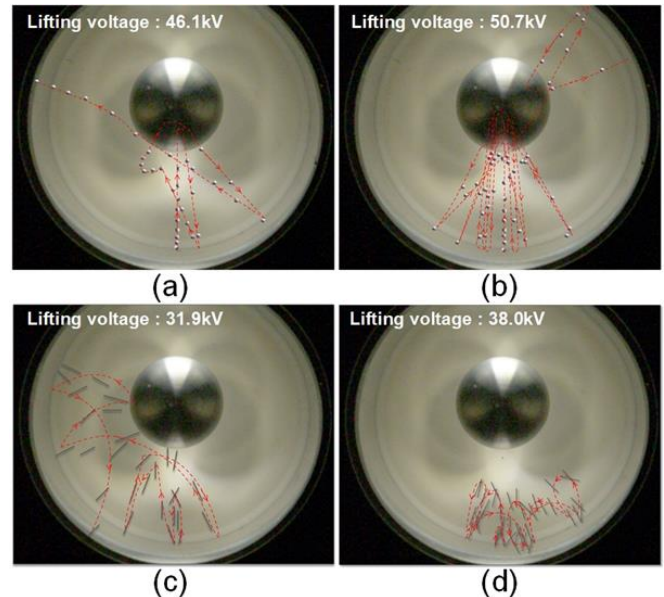 Lifting voltage : 46.1kV
Lifting voltage : 50.7kV
(a)
(b)
Lifting voltage : 31.9kV
Lifting voltage : 38.0kV
(c)
(d)